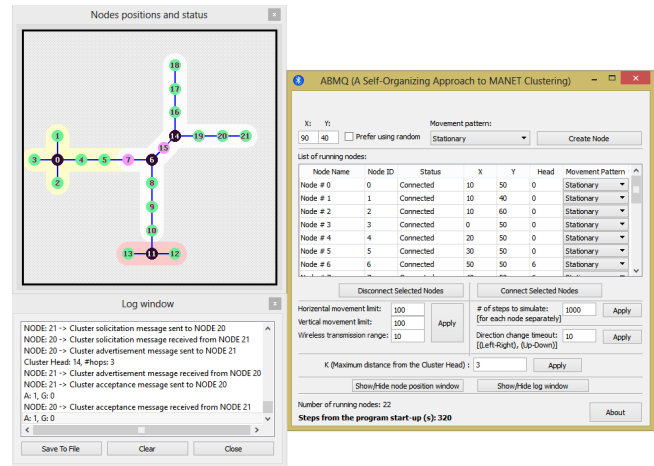 Nodes positions and status
x
18
17
16
14
19
20
21
15
1
3
0
4
5
7
6
2
8
9
10
13
11
12
Log window
x
NODE: 21 -> Cluster solicitation message sent to NODE 20
NODE: 20 -> Cluster solicitation message received from NODE 21
NODE: 20 -> Cluster advertisement message sent to NODE 21
Cluster Head: 14, #hops: 3
NODE: 21 -> Cluster advertisement message received from NODE 20
NODE: 21 -> Cluster acceptance message sent to NODE 20
A: 1, G: 0
NODE: 20 -> Cluster acceptance message received from NODE 21
A: 1, G: 0
Save To File Clear Close
ABMQ (A Self-Organizing Approach to MANET Clustering)
X: Y: Movement pattern:
90 40 Prefer using random Stationary Create Node
List of running nodes:
Node Name Node ID Status X Y Head Movement Pattern
Node # 0 0 Connected 10 50 0 Stationary
Node # 1 1 Connected 10 40 0 Stationary
Node # 2 2 Connected 10 60 0 Stationary
Node # 3 3 Connected 0 50 0 Stationary
Node # 4 4 Connected 20 50 0 Stationary
Node # 5 5 Connected 30 50 0 Stationary
Node # 6 6 Connected 50 50 6 Stationary
Disconnect Selected Nodes Connect Selected Nodes
Horizental movement limit: 100
Vertical movement limit: 100
Wireless transmission range: 10
Apply
# of steps to simulate: 1000 Apply
[for each node separately]
Direction change timeout: 10 Apply
[(Left-Right), (Up-Down)]
K (Maximum distance from the Cluster Head) : 3 Apply
Show/Hide node position window Show/Hide log window
Number of running nodes: 22
Steps from the program start-up (s): 320
About